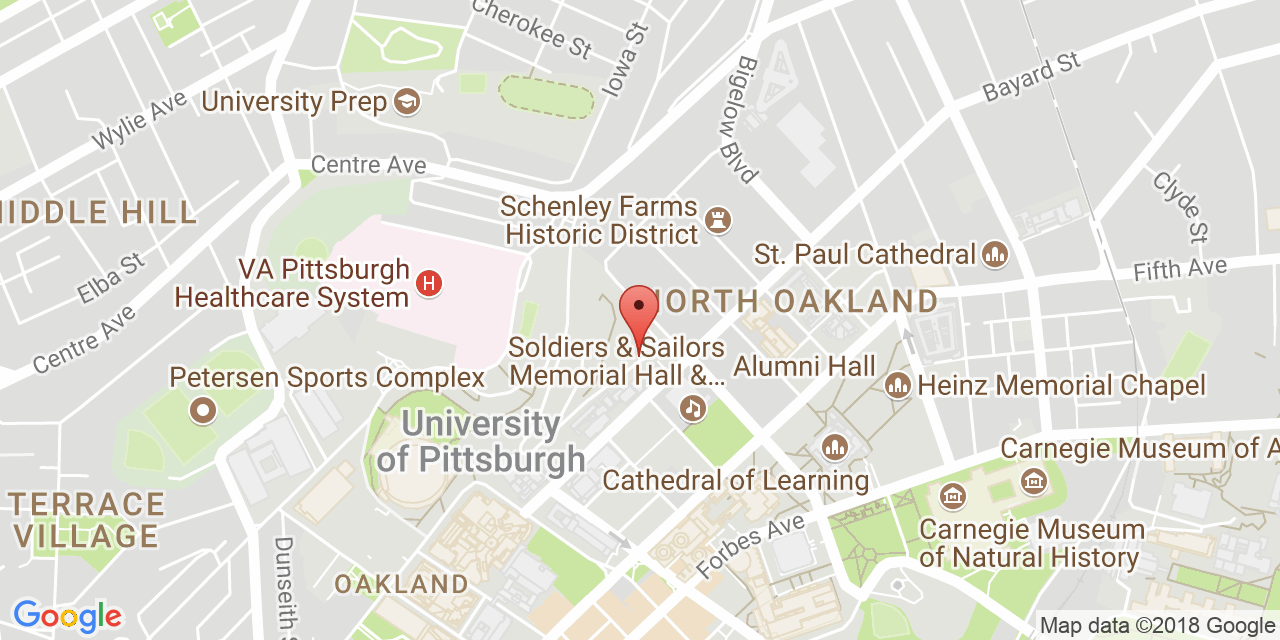 Cherokee St
Iowa St
Bigelow Blvd
Bayard St
University Prep
Wylie Ave
Centre Ave
Clyde St
MIDDLE HILL
Schenley Farms
Historic District
St. Paul Cathedral
Fifth Ave
Elba St
VA Pittsburgh
Healthcare System
NORTH OAKLAND
Centre Ave
Soldiers & Sailors
Memorial Hall &...
Alumni Hall
Petersen Sports Complex
Heinz Memorial Chapel
University
of Pittsburgh
Carnegie Museum of A
Cathedral of Learning
TERRACE
VILLAGE
Carnegie Museum
of Natural History
Forbes Ave
Dunseith S
OAKLAND
Google
Map data ©2018 Google
H